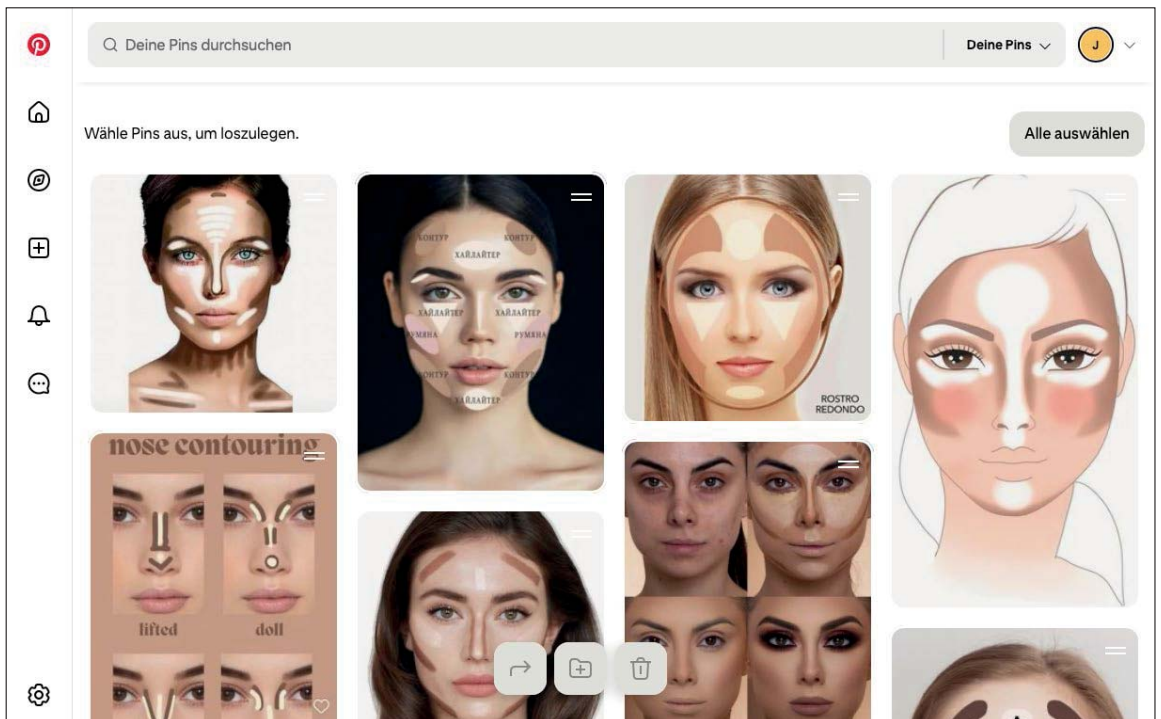 Deine Pins durchsuchen
Deine Pins
J
Wähle Pins aus, um loszulegen.
Alle auswählen
КОНТУР
КОНТУР
ХАЙЛАЙТЕР
ХАЙЛАЙТЕР
ХАЙЛАЙТЕР
РУМЯНА
РУМЯНА
КОНТУР
КОНТУР
ХАЙЛАЙТЕР
ROSTRO
REDONDO
nose contouring
lifted
doll